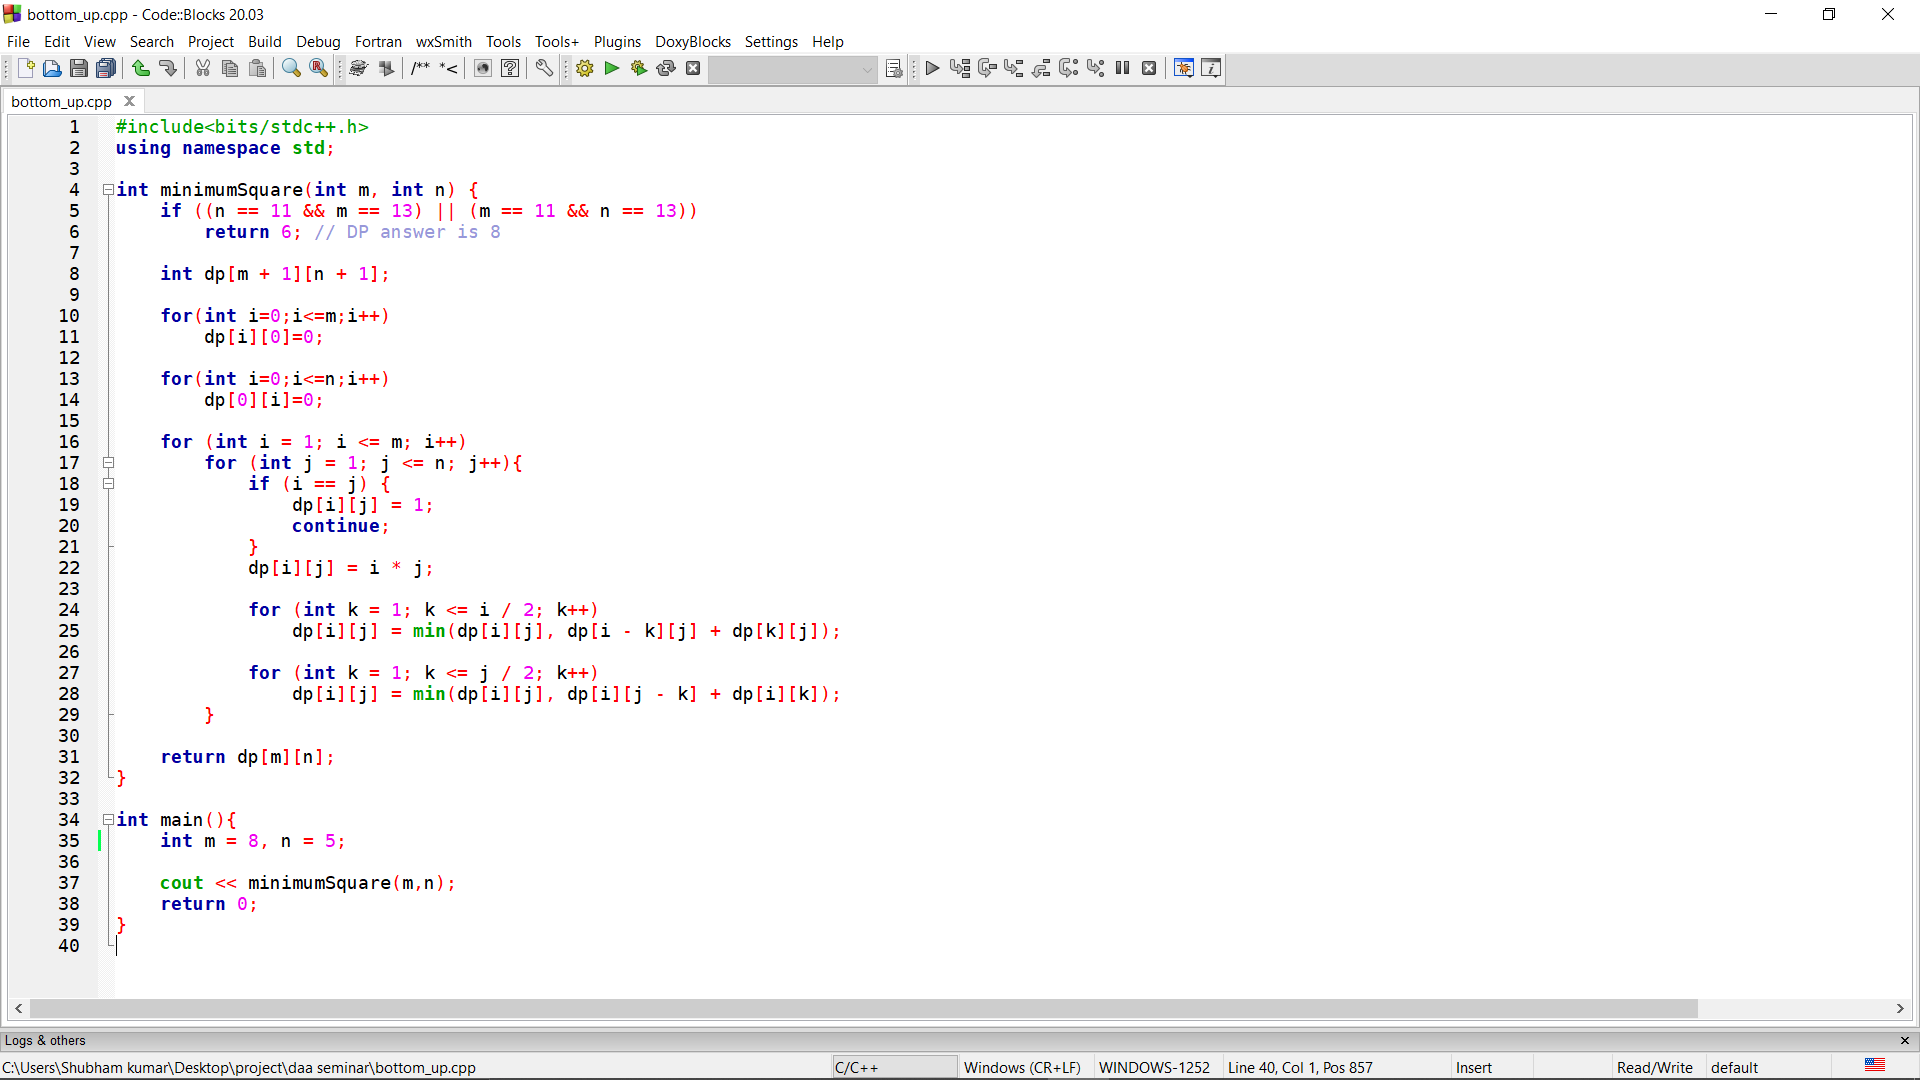 bottom_up.cpp - Code::Blocks 20.03
File Edit View Search Project Build Debug Fortran wxSmith Tools Tools+ Plugins DoxyBlocks Settings Help
/** *<
bottom_up.cpp
1 #include<bits/stdc++.h>
2 using namespace std;
3
4 int minimumSquare(int m, int n) {
5     if ((n == 11 && m == 13) || (m == 11 && n == 13))
6         return 6; // DP answer is 8
7
8     int dp[m + 1][n + 1];
9
10     for(int i=0;i<=m;i++)
11         dp[i][0]=0;
12
13     for(int i=0;i<=n;i++)
14         dp[0][i]=0;
15
16     for (int i = 1; i <= m; i++)
17         for (int j = 1; j <= n; j++){
18             if (i == j) {
19                 dp[i][j] = 1;
20                 continue;
21             }
22             dp[i][j] = i * j;
23
24             for (int k = 1; k <= i / 2; k++)
25                 dp[i][j] = min(dp[i][j], dp[i - k][j] + dp[k][j]);
26
27             for (int k = 1; k <= j / 2; k++)
28                 dp[i][j] = min(dp[i][j], dp[i][j - k] + dp[i][k]);
29         }
30
31     return dp[m][n];
32 }
33
34 int main(){
35     int m = 8, n = 5;
36
37     cout << minimumSquare(m,n);
38     return 0;
39 }
40
Logs & others
C:\Users\Shubham kumar\Desktop\project\daa seminar\bottom_up.cpp C/C++ Windows (CR+LF) WINDOWS-1252 Line 40, Col 1, Pos 857 Insert Read/Write default